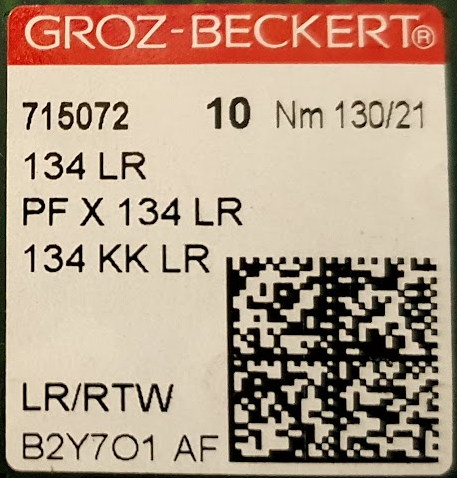 GROZ-BECKERT®
715072 10 Nm 130/21
134 LR
PF X 134 LR
134 KK LR
LR/RTW
B2Y7O1 AF